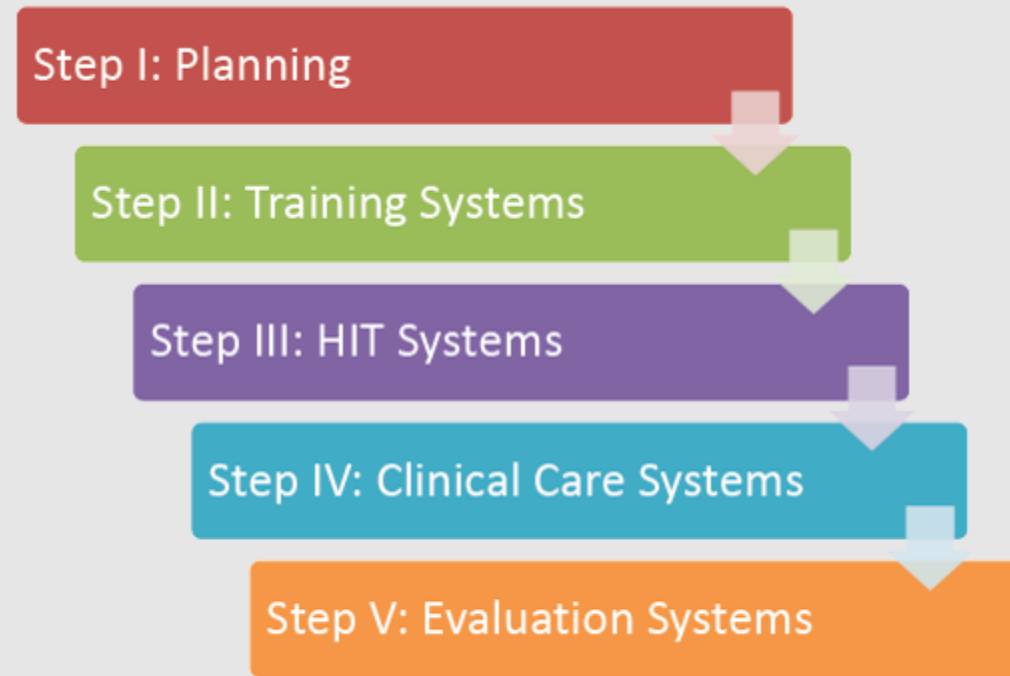 Step I: Planning
Step II: Training Systems
Step III: HIT Systems
Step IV: Clinical Care Systems
Step V: Evaluation Systems